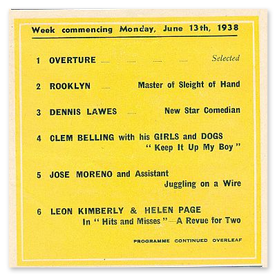 Week commencing Monday, June 13th, 1938
1 OVERTURE ... ... ... ... Selected
2 ROOKLYN ... Master of Sleight of Hand
3 DENNIS LAWES - New Star Comedian
4 CLEM BELLING with his GIRLS and DOGS
" Keep It Up My Boy "
5 JOSE MORENO and Assistant
Juggling on a Wire
6 LEON KIMBERLY & HELEN PAGE
In " Hits and Misses "—A Revue for Two
PROGRAMME CONTINUED OVERLEAF